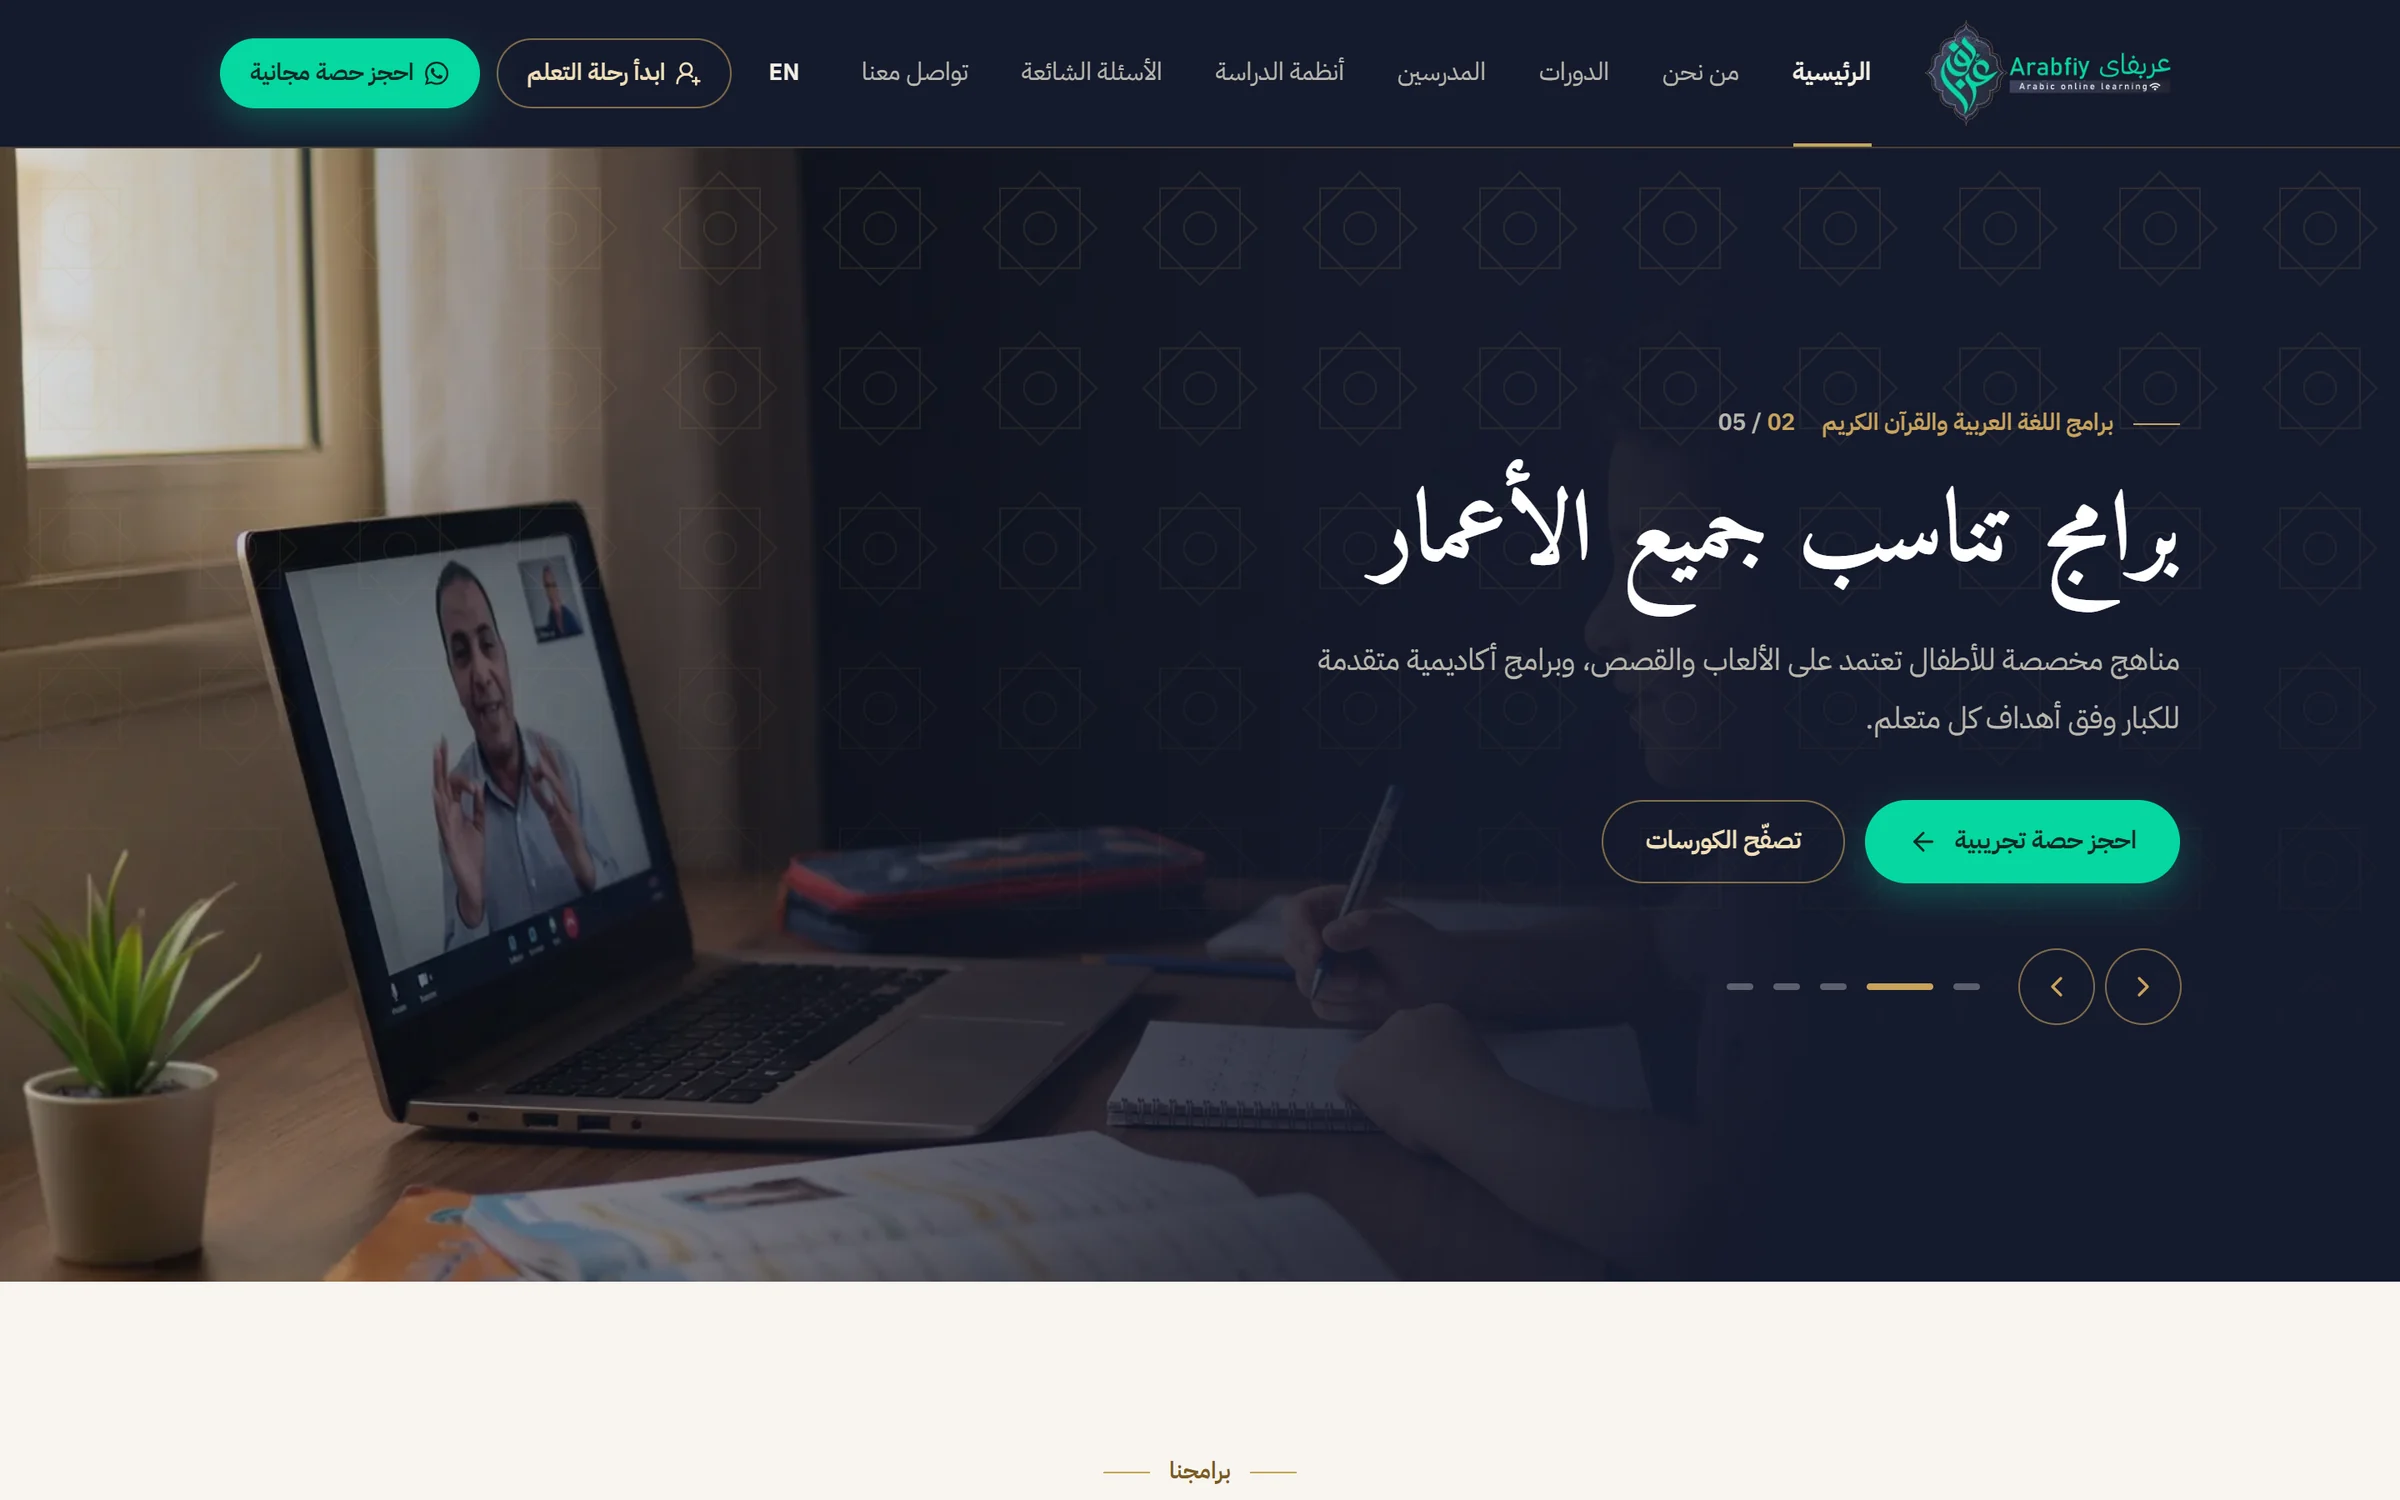 عربفاى Arabfiy
Arabic online learning
الرئيسية
من نحن
الدورات
المدرسين
أنظمة الدراسة
الأسئلة الشائعة
تواصل معنا
EN
ابدأ رحلة التعلم
احجز حصة مجانية
برامج اللغة العربية والقرآن الكريم
02 / 05
برامج تناسب جميع الأعمار
مناهج مخصصة للأطفال تعتمد على الألعاب والقصص، وبرامج أكاديمية متقدمة
للكبار وفق أهداف كل متعلم.
احجز حصة تجريبية
تصفّح الكورسات
برامجنا